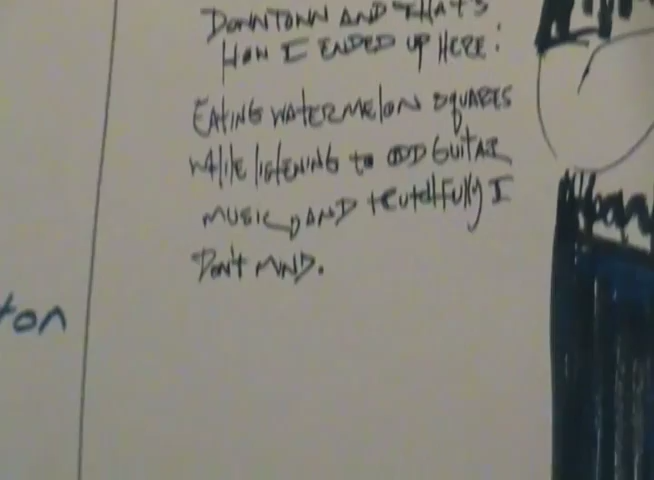 DOWNTOWN AND THAT'S
HOW I ENDED UP HERE:
EATING WATERMELON SQUARES
WHILE LISTENING to ODD GUITAR
MUSIC, AND tRUtHFULLY I
DON'T MIND.
ton